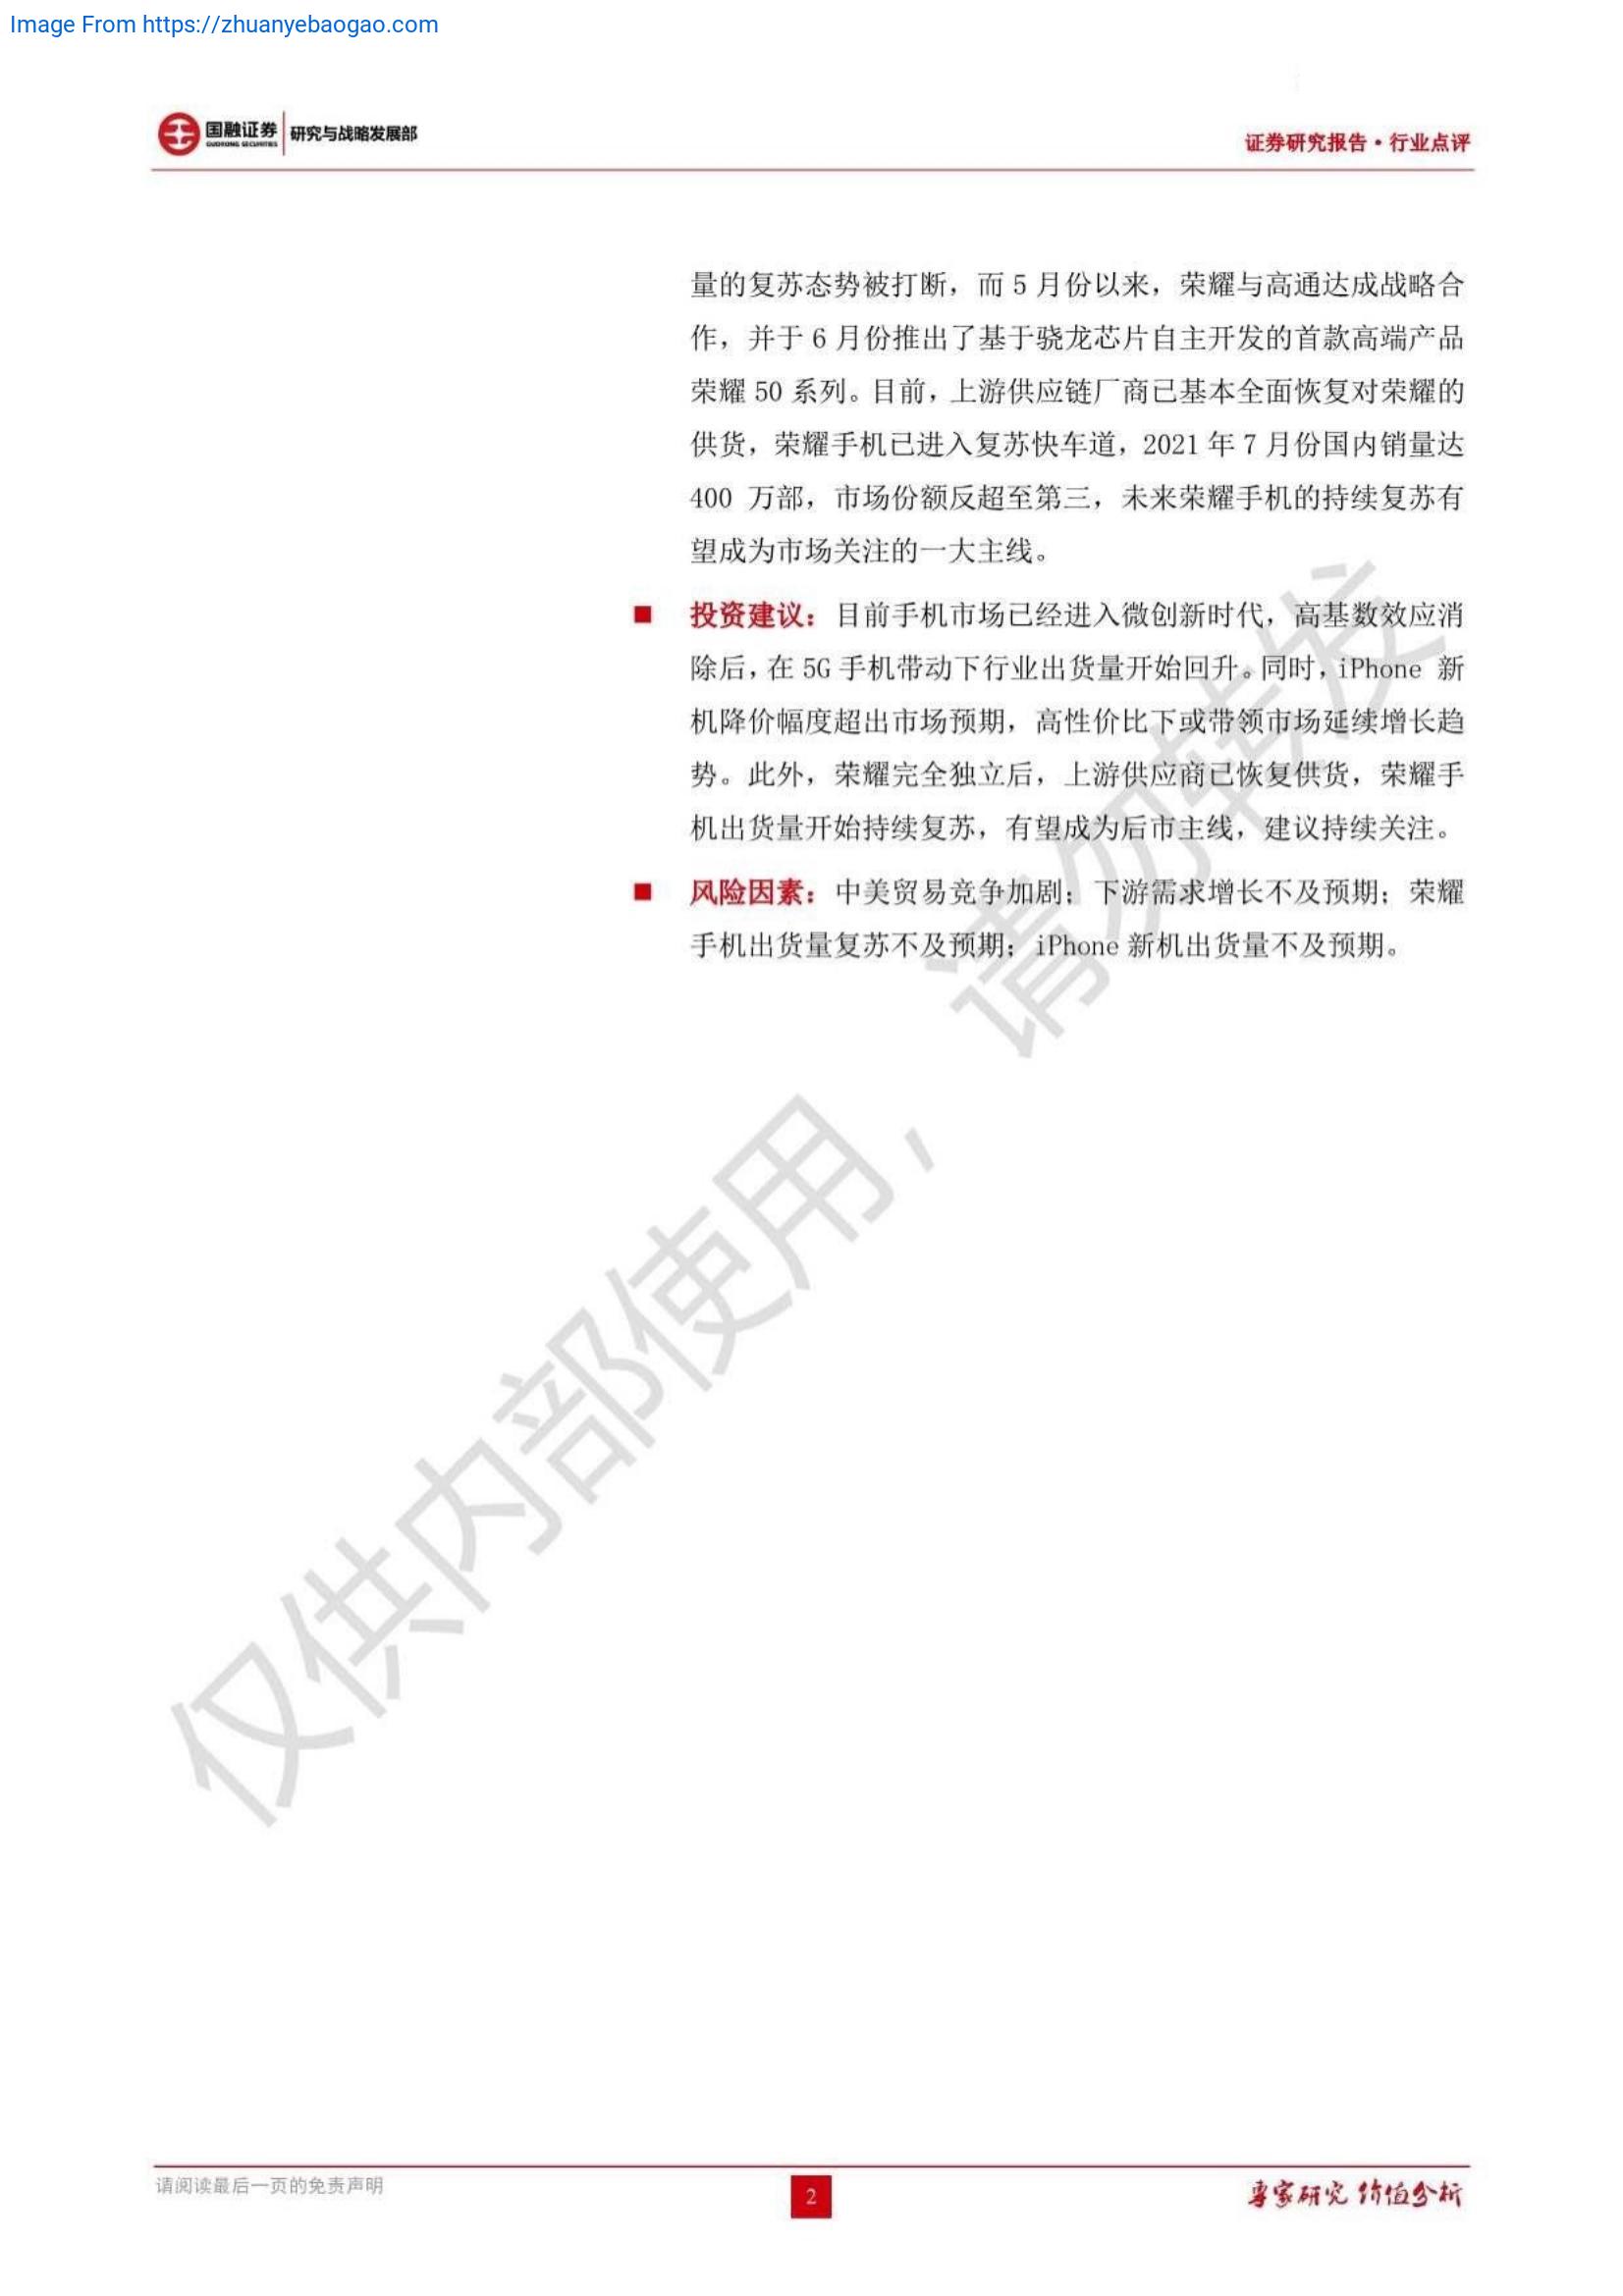 Image From https://zhuanyebaogao.com
国融证券 研究与战略发展部
GUORONG SECURITIES
证券研究报告·行业点评
量的复苏态势被打断，而 5 月份以来，荣耀与高通达成战略合
作，并于 6 月份推出了基于骁龙芯片自主开发的首款高端产品
荣耀 50 系列。目前，上游供应链厂商已基本全面恢复对荣耀的
供货，荣耀手机已进入复苏快车道，2021 年 7 月份国内销量达
400 万部，市场份额反超至第三，未来荣耀手机的持续复苏有
望成为市场关注的一大主线。
■ 投资建议：目前手机市场已经进入微创新时代，高基数效应消
除后，在 5G 手机带动下行业出货量开始回升。同时，iPhone 新
机降价幅度超出市场预期，高性价比下或带领市场延续增长趋
势。此外，荣耀完全独立后，上游供应商已恢复供货，荣耀手
机出货量开始持续复苏，有望成为后市主线，建议持续关注。
■ 风险因素：中美贸易竞争加剧；下游需求增长不及预期；荣耀
手机出货量复苏不及预期；iPhone 新机出货量不及预期。
仅供内部使用，请勿转发
请阅读最后一页的免责声明
2
专家研究 价值分析